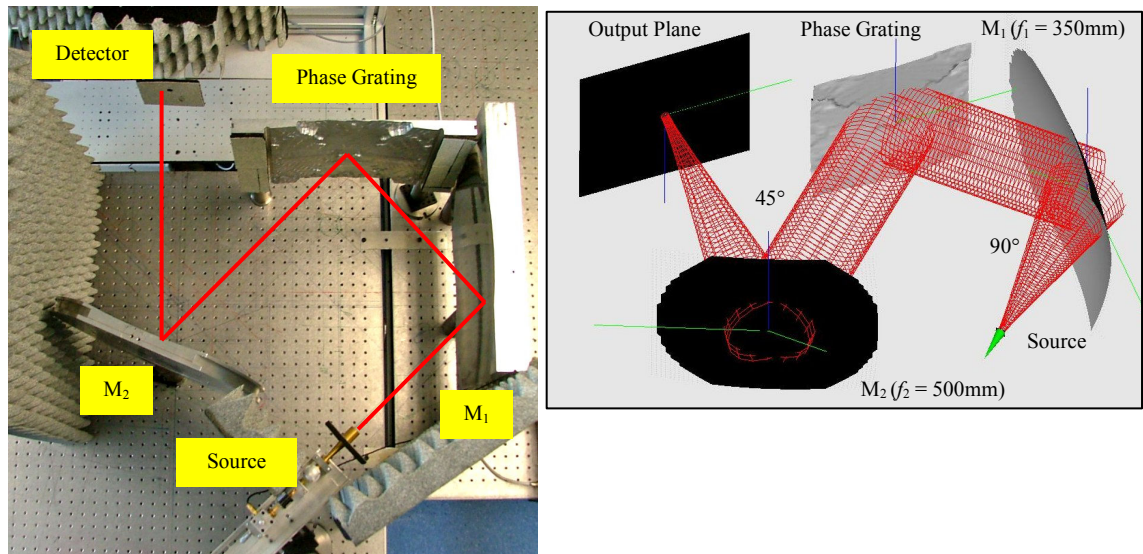 Detector
Phase Grating
M₂
Source
M₁
Output Plane
Phase Grating
M₁ (f₁ = 350mm)
45°
90°
Source
M₂ (f₂ = 500mm)